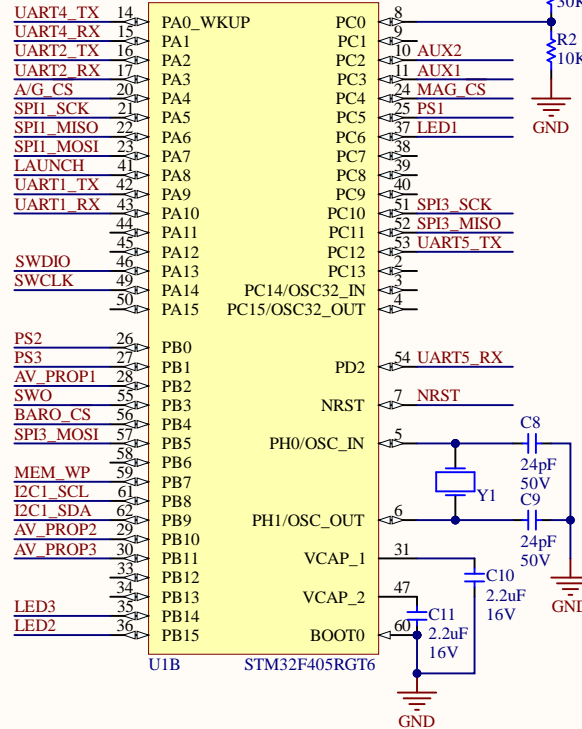 UART4_TX 14 PA0_WKUP PC0 8
UART4_RX 15 PA1 PC1 9
UART2_TX 16 PA2 PC2 10 AUX2
UART2_RX 17 PA3 PC3 11 AUX1
A/G_CS 20 PA4 PC4 24 MAG_CS
SPI1_SCK 21 PA5 PC5 25 PS1
SPI1_MISO 22 PA6 PC6 37 LED1
SPI1_MOSI 23 PA7 PC7 38
LAUNCH 41 PA8 PC8 39
UART1_TX 42 PA9 PC9 40
UART1_RX 43 PA10 PC10 51 SPI3_SCK
44 PA11 PC11 52 SPI3_MISO
45 PA12 PC12 53 UART5_TX
SWDIO 46 PA13 PC13 2
SWCLK 49 PA14 PC14/OSC32_IN 3
50 PA15 PC15/OSC32_OUT 4
30K
R2
10K
GND
PS2 26 PB0
PS3 27 PB1 PD2 54 UART5_RX
AV_PROP1 28 PB2
SWO 55 PB3 NRST 7 NRST
BARO_CS 56 PB4
SPI3_MOSI 57 PB5 PH0/OSC_IN 5
58 PB6
MEM_WP 59 PB7
I2C1_SCL 61 PB8
I2C1_SDA 62 PB9 PH1/OSC_OUT 6
AV_PROP2 29 PB10
AV_PROP3 30 PB11 VCAP_1 31
33 PB12
34 PB13 VCAP_2 47
LED3 35 PB14
LED2 36 PB15 BOOT0 60
C8
24pF
50V
Y1
C9
24pF
50V
GND
C10
2.2uF
16V
C11
2.2uF
16V
GND
U1B STM32F405RGT6